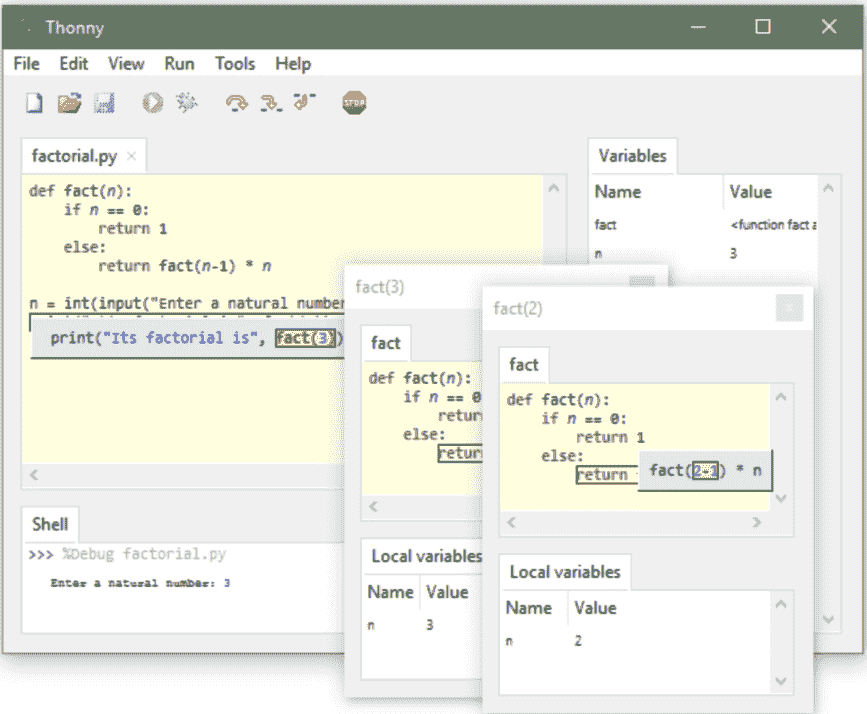 Thonny
File Edit View Run Tools Help
STOP
factorial.py
def fact(n):
if n == 0:
return 1
else:
return fact(n-1) * n
n = int(input("Enter a natural number
print("Its factorial is", fact(3))
Shell
>>> %Debug factorial.py
Enter a natural number: 3
Variables
Name Value
fact <function fact a
n 3
fact(3)
fact
def fact(n):
if n == 0
retur
else:
retur
Local variables
Name Value
n 3
fact(2)
fact
def fact(n):
if n == 0:
return 1
else:
return fact(2-1) * n
Local variables
Name Value
n 2